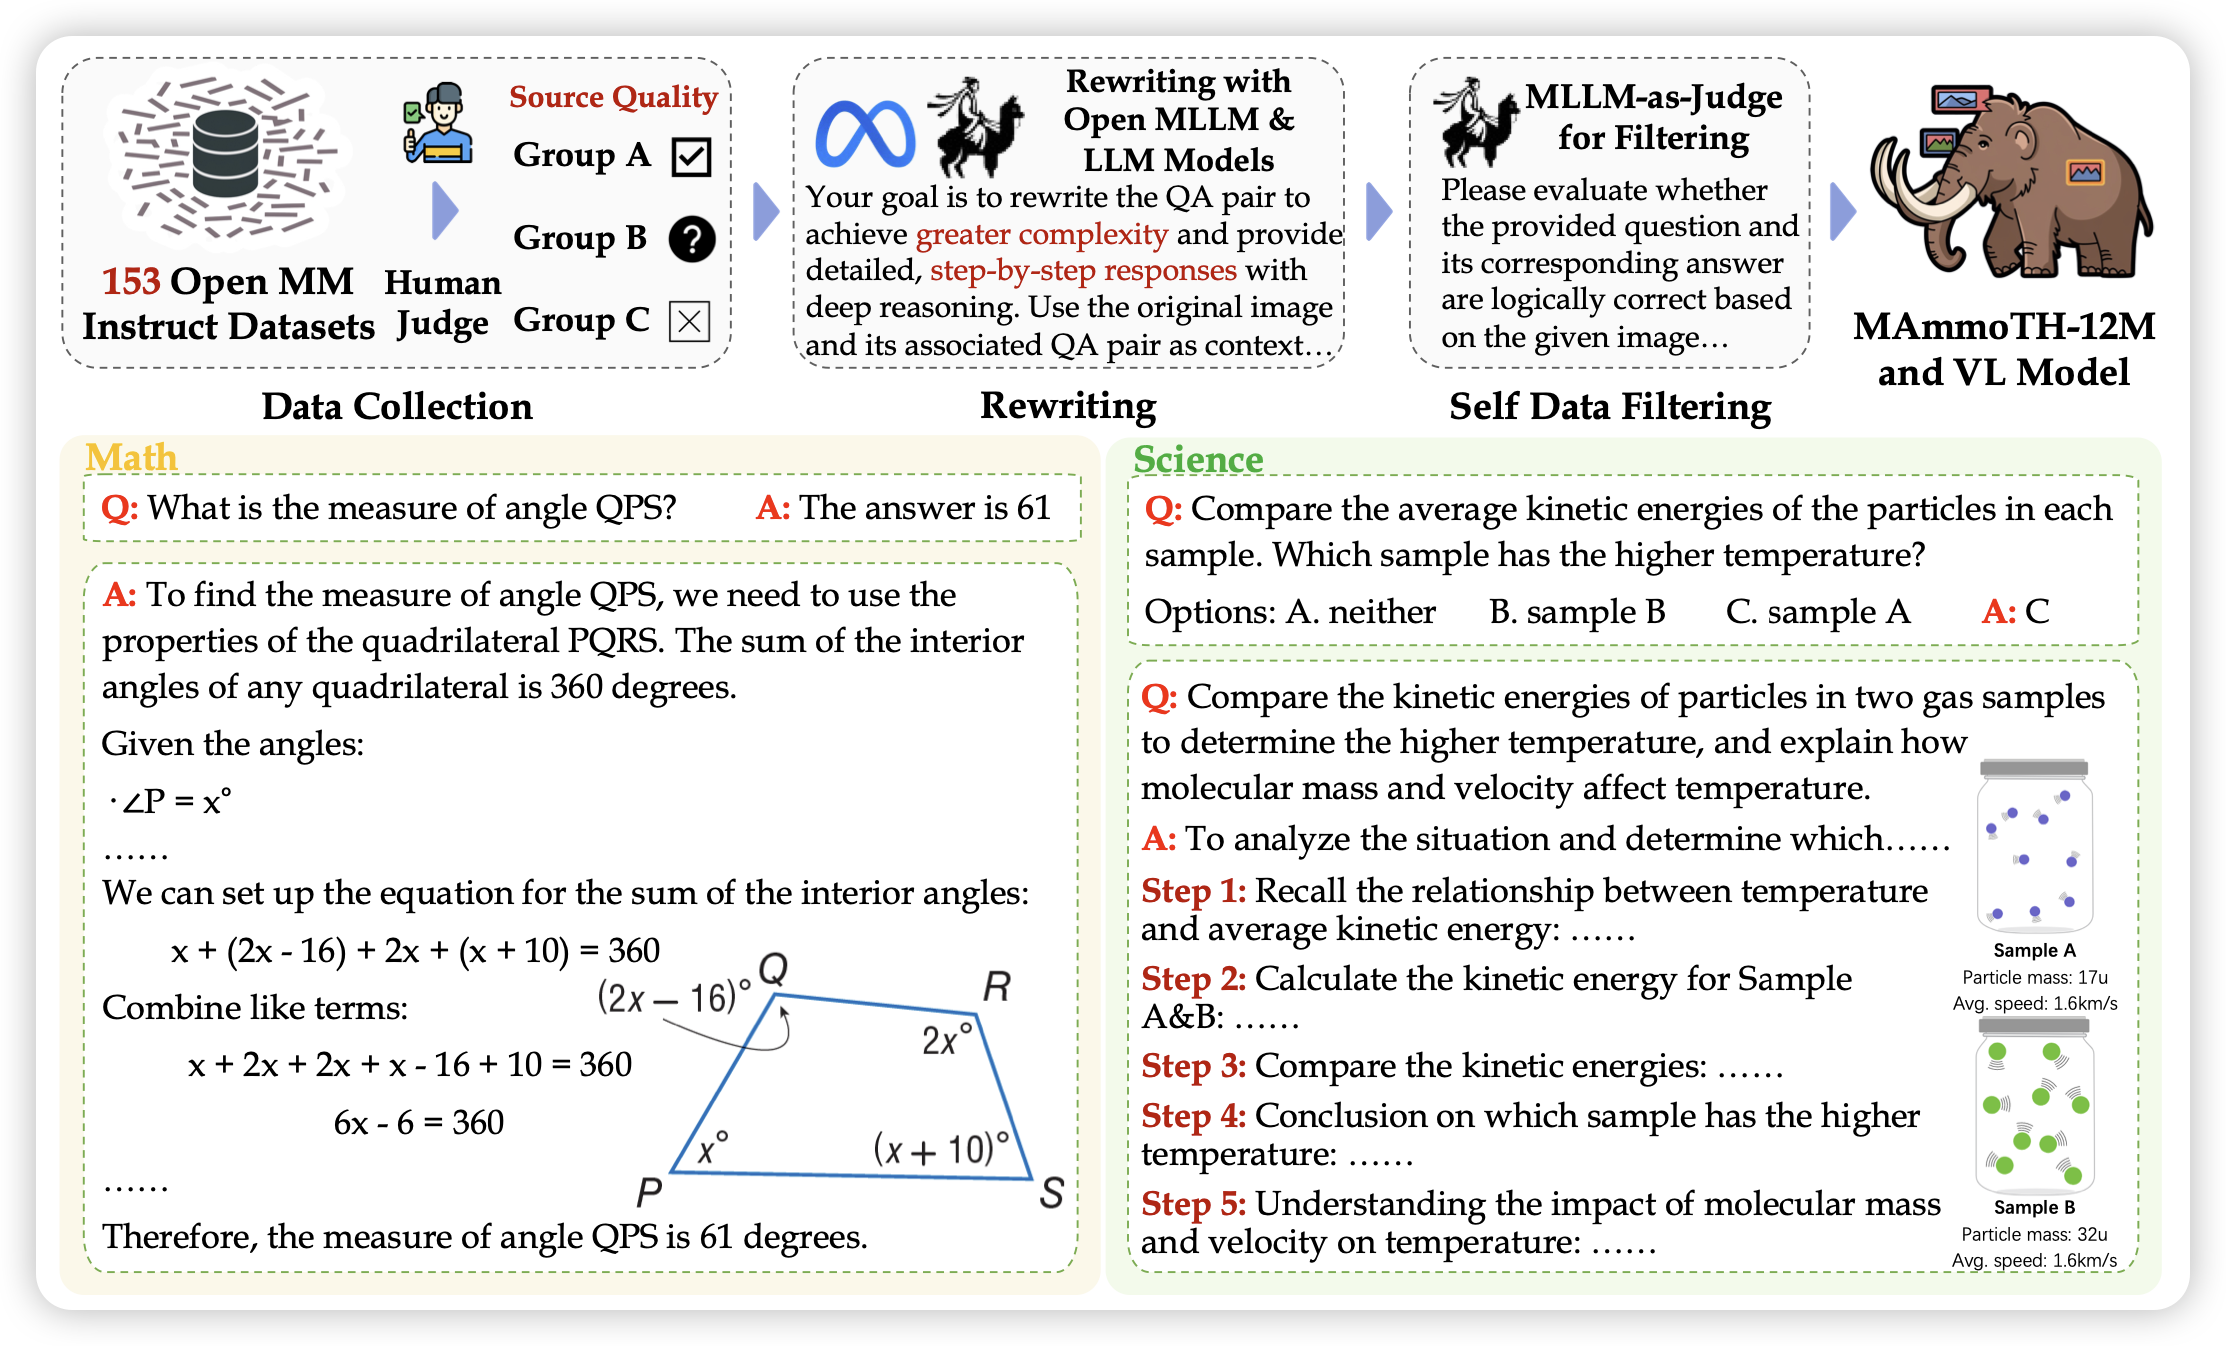 153 Open MM
Instruct Datasets
Human
Judge
Source Quality
Group A
Group B
?
Group C
Data Collection
Rewriting with
Open MLLM &
LLM Models
Your goal is to rewrite the QA pair to
achieve greater complexity and provide
detailed, step-by-step responses with
deep reasoning. Use the original image
and its associated QA pair as context…
Rewriting
MLLM-as-Judge
for Filtering
Please evaluate whether
the provided question and
its corresponding answer
are logically correct based
on the given image…
Self Data Filtering
MAmmoTH-12M
and VL Model
Math
Q: What is the measure of angle QPS? A: The answer is 61
A: To find the measure of angle QPS, we need to use the
properties of the quadrilateral PQRS. The sum of the interior
angles of any quadrilateral is 360 degrees.
Given the angles:
·∠P = x°
……
We can set up the equation for the sum of the interior angles:
x + (2x - 16) + 2x + (x + 10) = 360
Combine like terms:
x + 2x + 2x + x - 16 + 10 = 360
6x - 6 = 360
……
Therefore, the measure of angle QPS is 61 degrees.
Q
(2x – 16)°
R
2x°
x°
(x + 10)°
P
S
Science
Q: Compare the average kinetic energies of the particles in each
sample. Which sample has the higher temperature?
Options: A. neither B. sample B C. sample A A: C
Q: Compare the kinetic energies of particles in two gas samples
to determine the higher temperature, and explain how
molecular mass and velocity affect temperature.
A: To analyze the situation and determine which……
Step 1: Recall the relationship between temperature
and average kinetic energy: ……
Step 2: Calculate the kinetic energy for Sample
A&B: ……
Step 3: Compare the kinetic energies: ……
Step 4: Conclusion on which sample has the higher
temperature: ……
Step 5: Understanding the impact of molecular mass
and velocity on temperature: ……
Sample A
Particle mass: 17u
Avg. speed: 1.6km/s
Sample B
Particle mass: 32u
Avg. speed: 1.6km/s